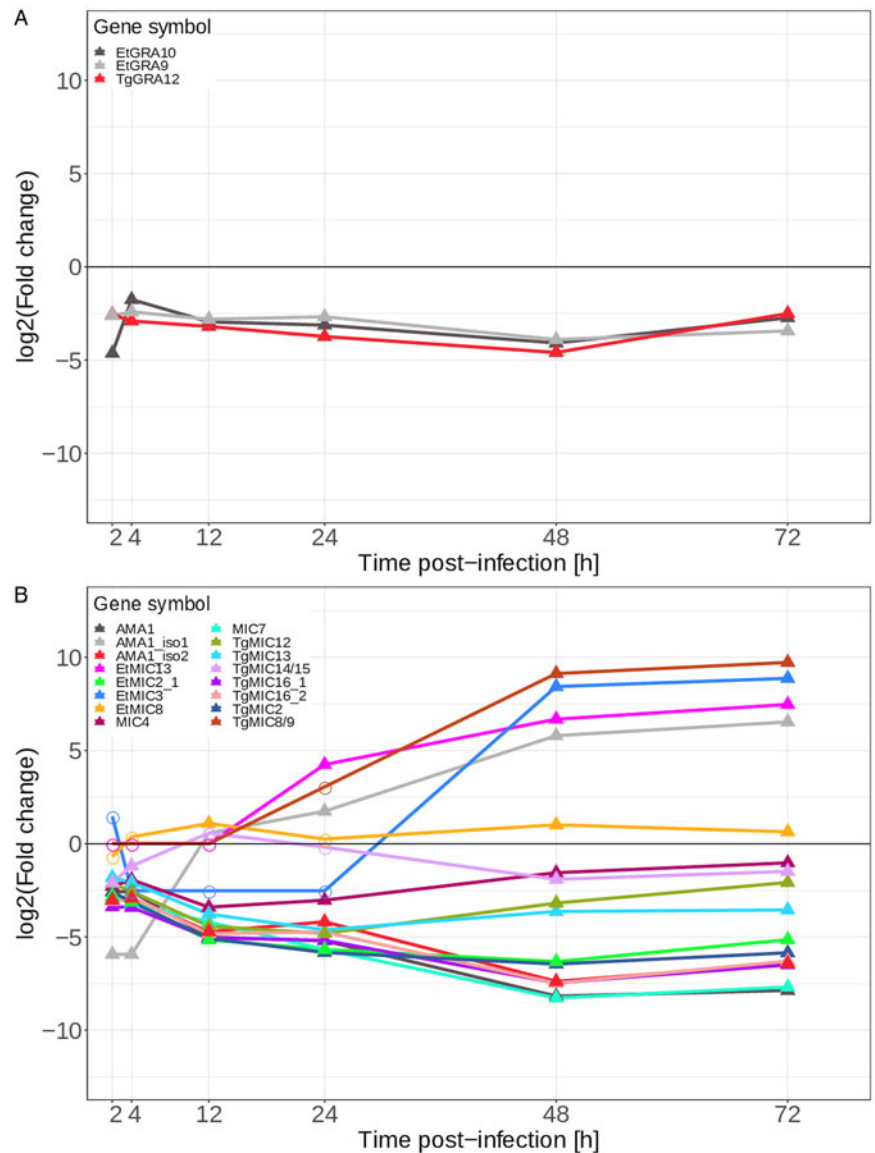 A
Gene symbol
EtGRA10
EtGRA9
TgGRA12
10
5
0
−5
−10
log2(Fold change)
2 4 12 24 48 72
Time post−infection [h]
B
Gene symbol
AMA1 MIC7
AMA1_iso1 TgMIC12
AMA1_iso2 TgMIC13
EtMIC13 TgMIC14/15
EtMIC2_1 TgMIC16_1
EtMIC3 TgMIC16_2
EtMIC8 TgMIC2
MIC4 TgMIC8/9
10
5
0
−5
−10
log2(Fold change)
2 4 12 24 48 72
Time post−infection [h]